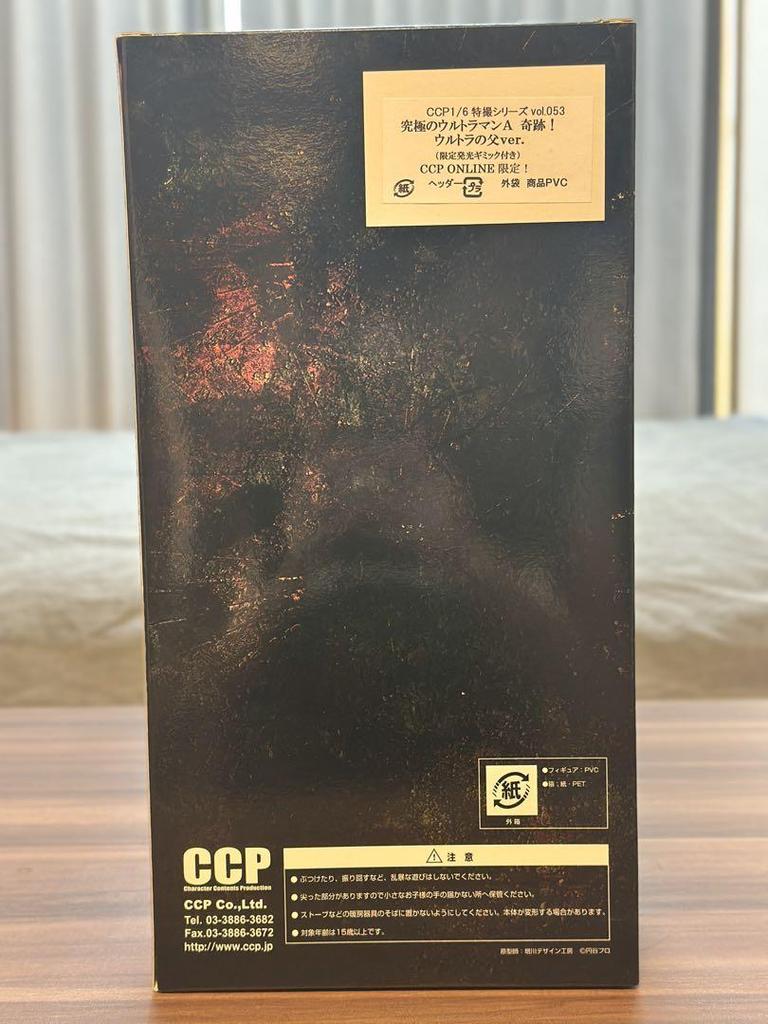 CCP1/6 特撮シリーズ vol.053
究極のウルトラマンA 奇跡！
ウルトラの父ver.
（限定発光ギミック付き）
CCP ONLINE 限定！
紙 ヘッダー プラ 外袋 商品PVC
紙
外箱
●フィギュア：PVC
●箱：紙・PET
CCP
Character Contents Production
CCP Co.,Ltd.
Tel. 03-3886-3682
Fax.03-3886-3672
http://www.ccp.jp
注 意
●ぶつけたり、振り回すなど、乱暴な遊びはしないでください。
●尖った部分がありますので小さなお子様の手の届かない所へ保管ください。
●ストーブなどの暖房器具のそばに置かないようにしてください。本体が変形する場合があります。
●対象年齢は15歳以上です。
原型師：明川デザイン工房 ©円谷プロ